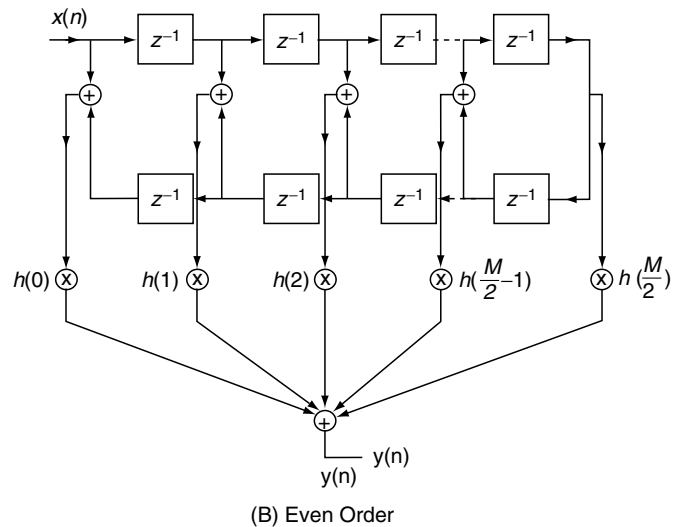 x(n)
z⁻¹ z⁻¹ z⁻¹ z⁻¹
+ + + +
z⁻¹ z⁻¹ z⁻¹ z⁻¹
h(0) x h(1) x h(2) x x h(M/2−1) x h(M/2)
+
y(n)
y(n)
(B) Even Order